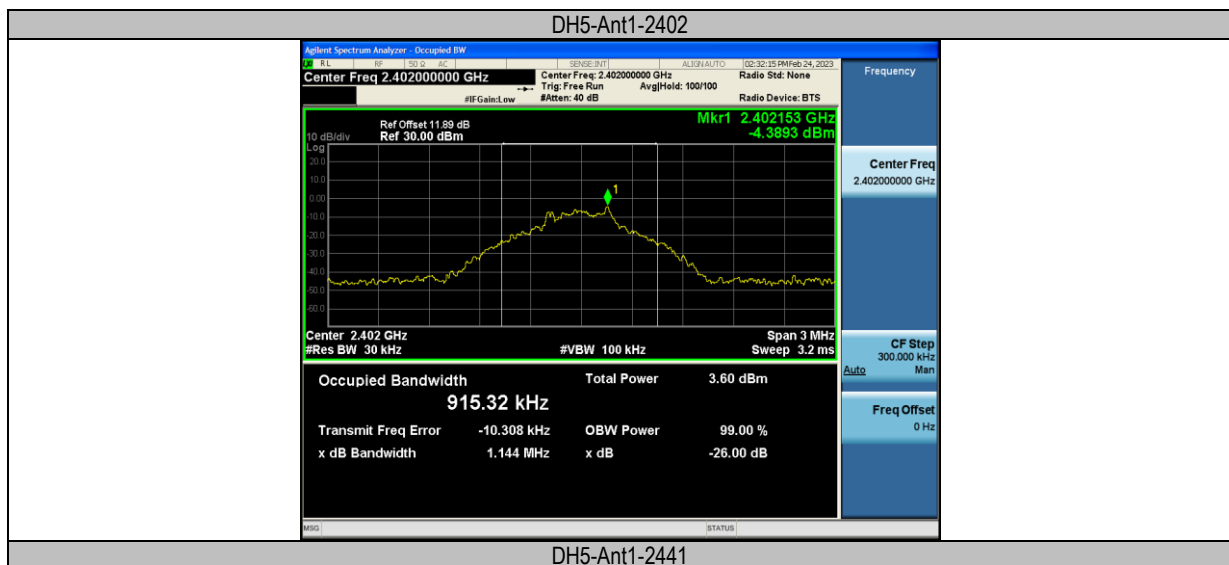 DH5-Ant1-2402
Agilent Spectrum Analyzer - Occupied BW
RL RF 50 Ω AC SENSE:INT ALIGN AUTO 02:32:15 PM Feb 24, 2023
Center Freq 2.402000000 GHz Center Freq: 2.402000000 GHz Radio Std: None Frequency
Trig: Free Run Avg|Hold: 100/100
#IFGain:Low #Atten: 40 dB Radio Device: BTS
Ref Offset 11.89 dB Mkr1 2.402153 GHz
10 dB/div Ref 30.00 dBm -4.3893 dBm
Log
20.0
10.0
0.00
-10.0
-20.0
-30.0
-40.0
-50.0
-60.0
1
Center Freq
2.402000000 GHz
Center 2.402 GHz Span 3 MHz
#Res BW 30 kHz #VBW 100 kHz Sweep 3.2 ms
CF Step
300.000 kHz
Auto Man
Occupied Bandwidth Total Power 3.60 dBm
915.32 kHz
Freq Offset
0 Hz
Transmit Freq Error -10.308 kHz OBW Power 99.00 %
x dB Bandwidth 1.144 MHz x dB -26.00 dB
MSG STATUS
DH5-Ant1-2441